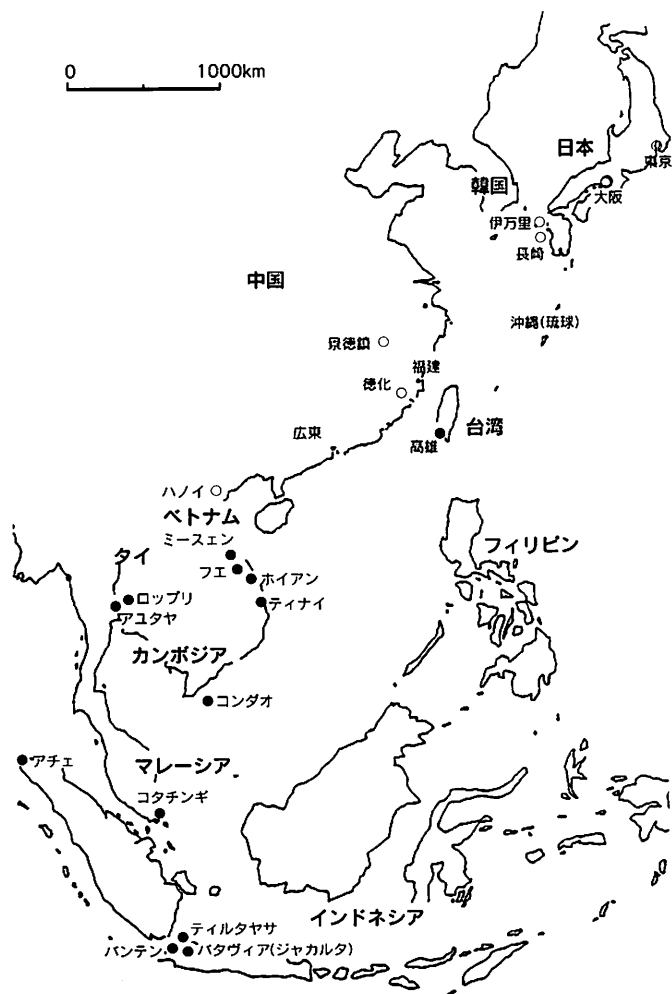 0 1000km
日本
東京
韓国
大阪
伊万里
長崎
中国
沖縄(琉球)
景徳鎮
福建
徳化
台湾
広東
高雄
ハノイ
ベトナム
ミースェン
フィリピン
タイ
フエ
ホイアン
ロッブリ
ティナイ
アユタヤ
カンボジア
コンダオ
アチェ
マレーシア
コタチンギ
インドネシア
ティルタヤサ
バンテン
バタヴィア(ジャカルタ)